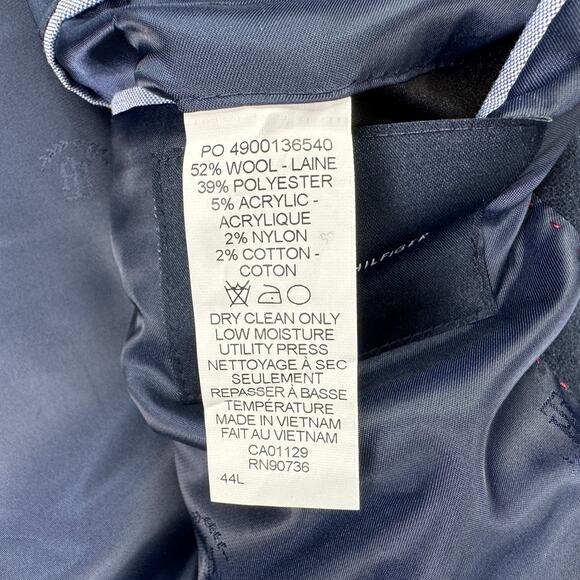 PO 4900136540
52% WOOL - LAINE
39% POLYESTER
5% ACRYLIC -
ACRYLIQUE
2% NYLON
2% COTTON -
COTON
DRY CLEAN ONLY
LOW MOISTURE
UTILITY PRESS
NETTOYAGE À SEC
SEULEMENT
REPASSER À BASSE
TEMPÉRATURE
MADE IN VIETNAM
FAIT AU VIETNAM
CA01129
RN90736
44L
HILFIGER